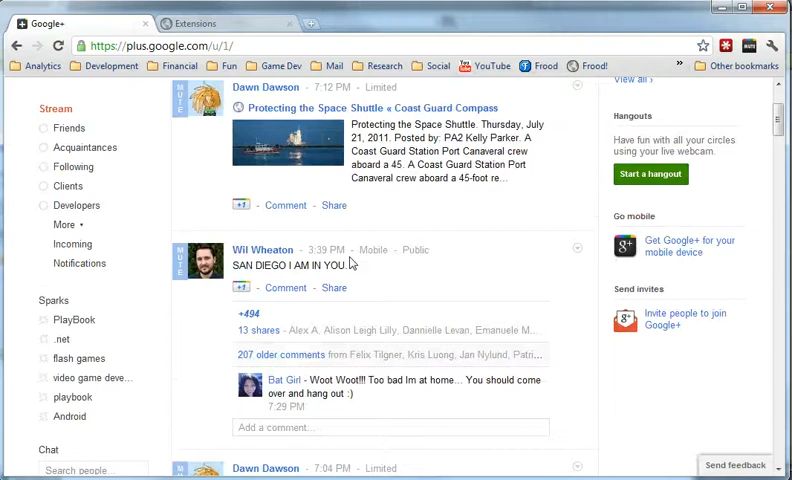 Google+
Extensions
https://plus.google.com/u/1/
Analytics
Development
Financial
Fun
Game Dev
Mail
Research
Social
YouTube
Frood
Frood!
»
Other bookmarks
Stream
Friends
Acquaintances
Following
Clients
Developers
More
Incoming
Notifications
Sparks
PlayBook
.net
flash games
video game deve...
playbook
Android
Chat
Search people...
MUTE
Dawn Dawson - 7:12 PM - Limited
Protecting the Space Shuttle « Coast Guard Compass
Protecting the Space Shuttle. Thursday, July
21, 2011. Posted by: PA2 Kelly Parker. A
Coast Guard Station Port Canaveral crew
aboard a 45. A Coast Guard Station Port
Canaveral crew aboard a 45-foot re...
+1 - Comment - Share
MUTE
Wil Wheaton - 3:39 PM - Mobile - Public
SAN DIEGO I AM IN YOU.
+1 - Comment - Share
+494
13 shares - Alex A. Alison Leigh Lilly, Dannielle Levan, Emanuele M...
207 older comments from Felix Tilgner, Kris Luong, Jan Nylund, Patri...
Bat Girl - Woot Woot!!! Too bad Im at home... You should come
over and hang out :)
7:29 PM
Add a comment...
Dawn Dawson - 7:04 PM - Limited
View all ›
Hangouts
Have fun with all your circles
using your live webcam.
Start a hangout
Go mobile
Get Google+ for your
mobile device
Send invites
Invite people to join
Google+
Send feedback